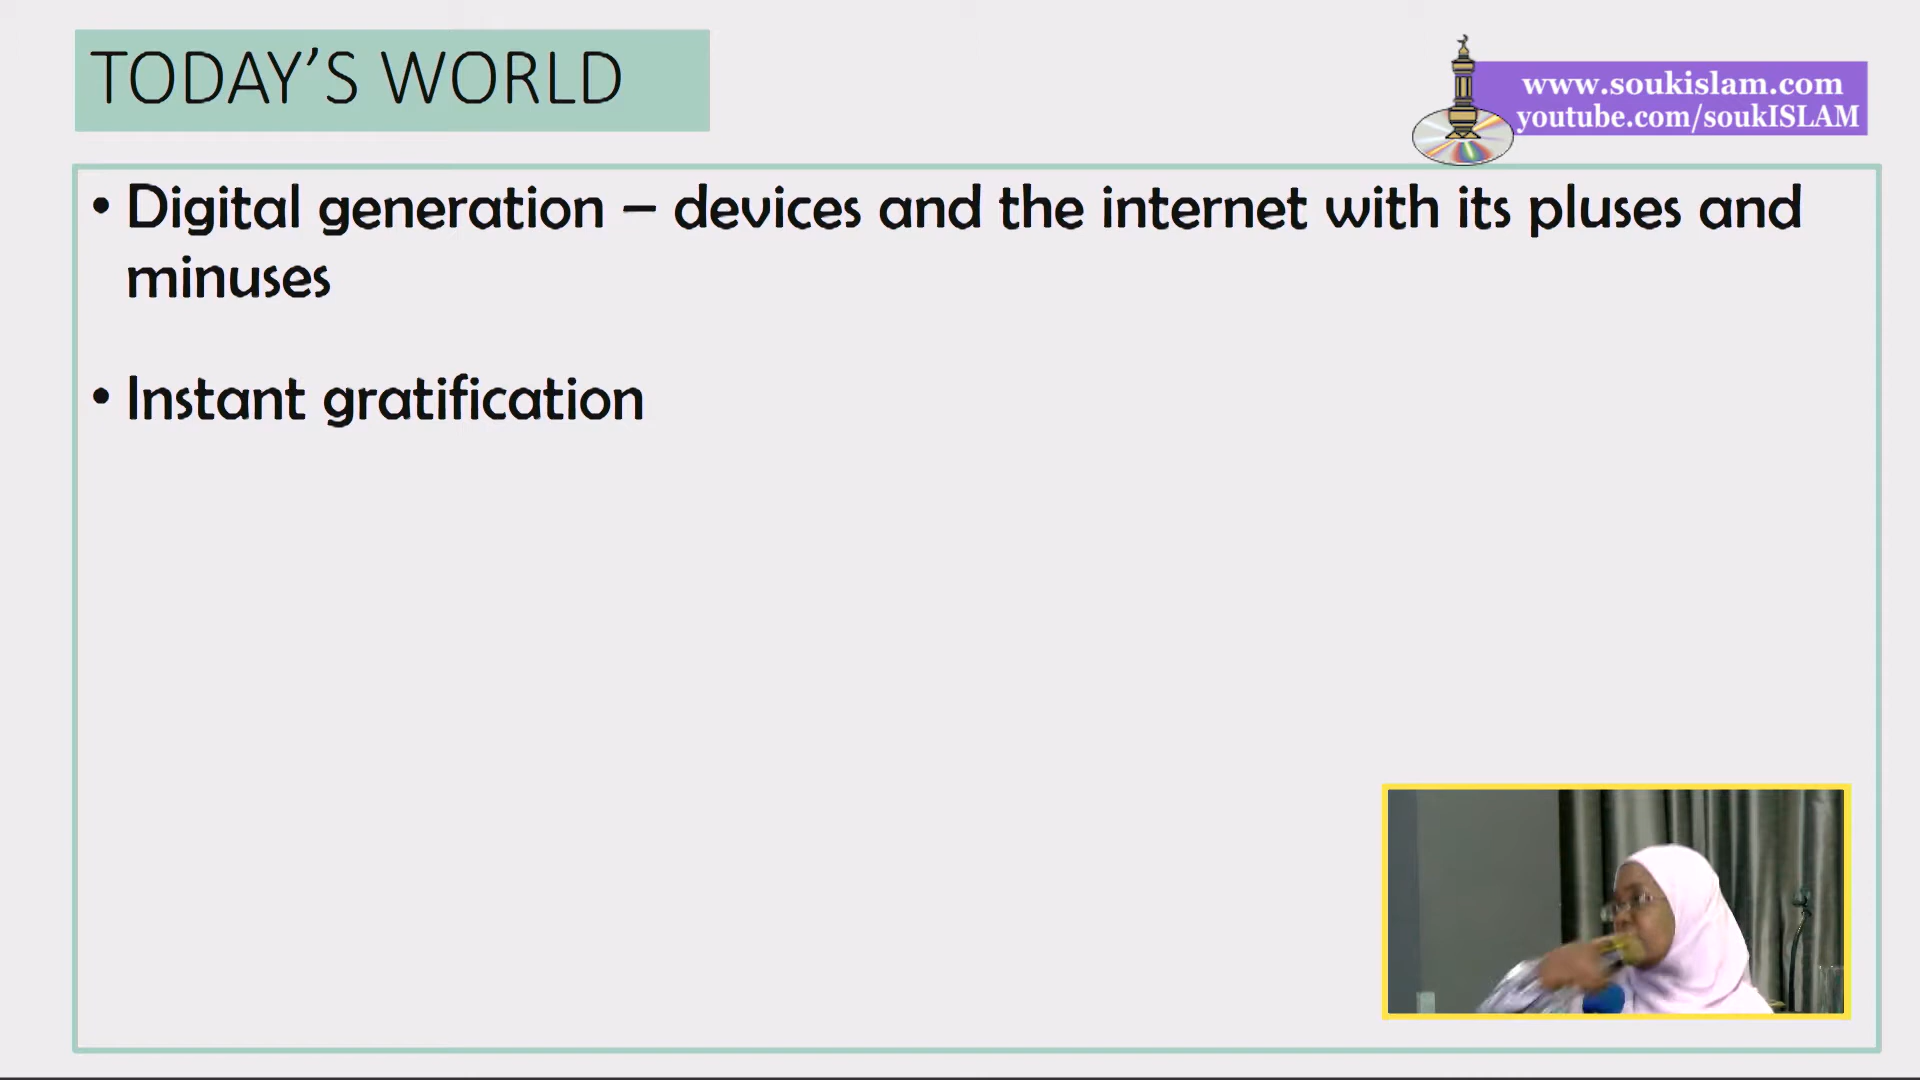 TODAY’S WORLD
www.soukislam.com
youtube.com/soukISLAM
• Digital generation – devices and the internet with its pluses and
minuses
• Instant gratification